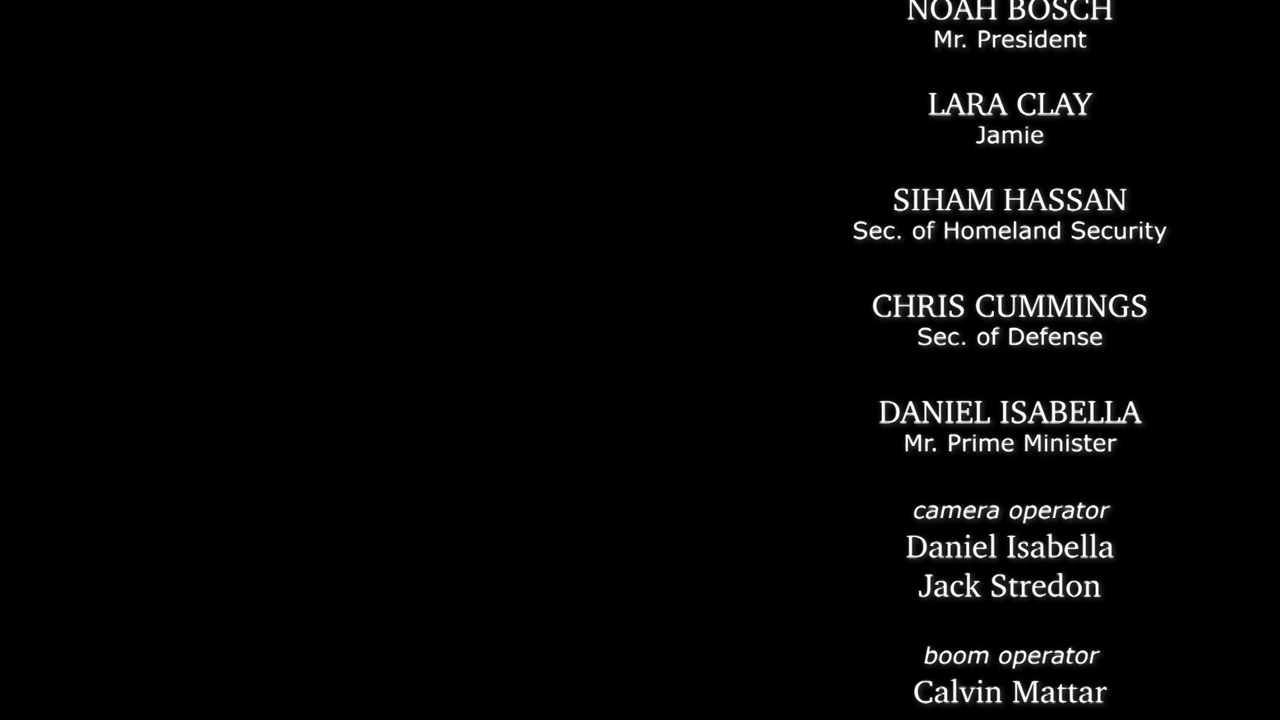 NOAH BOSCH
Mr. President
LARA CLAY
Jamie
SIHAM HASSAN
Sec. of Homeland Security
CHRIS CUMMINGS
Sec. of Defense
DANIEL ISABELLA
Mr. Prime Minister
camera operator
Daniel Isabella
Jack Stredon
boom operator
Calvin Mattar